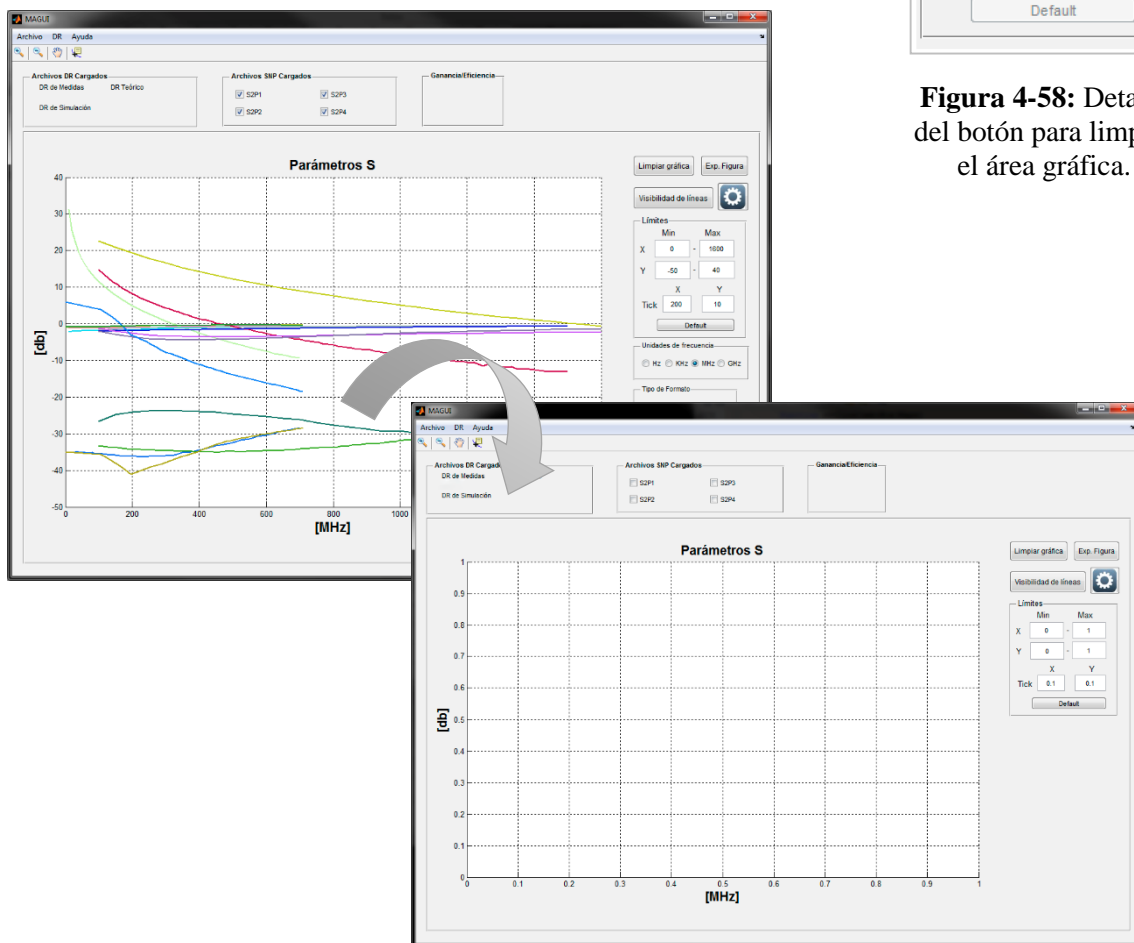 MAGUI
Archivo DR Ayuda
Archivos DR Cargados
DR de Medidas DR Teórico
DR de Simulación
Archivos SNP Cargados
S2P1 S2P3
S2P2 S2P4
Ganancia/Eficiencia
Parámetros S
40
30
20
10
0
-10
-20
-30
-40
-50
[db]
0 200 400 600 800 1000
[MHz]
Limpiar gráfica Exp. Figura
Visibilidad de líneas
Límites
Min Max
X 0 - 1600
Y -50 - 40
X Y
Tick 200 10
Default
Unidades de frecuencia
Hz KHz MHz GHz
Tipo de Formato
Default
Figura 4-58: Deta
del botón para limp
el área gráfica.
MAGUI
Archivo DR Ayuda
Archivos DR Cargad
DR de Medidas
DR de Simulación
Archivos SNP Cargados
S2P1 S2P3
S2P2 S2P4
Ganancia/Eficiencia
Parámetros S
1
0.9
0.8
0.7
0.6
0.5
0.4
0.3
0.2
0.1
0
[db]
0 0.1 0.2 0.3 0.4 0.5 0.6 0.7 0.8 0.9 1
[MHz]
Limpiar gráfica Exp. Figura
Visibilidad de líneas
Límites
Min Max
X 0 - 1
Y 0 - 1
X Y
Tick 0.1 0.1
Default